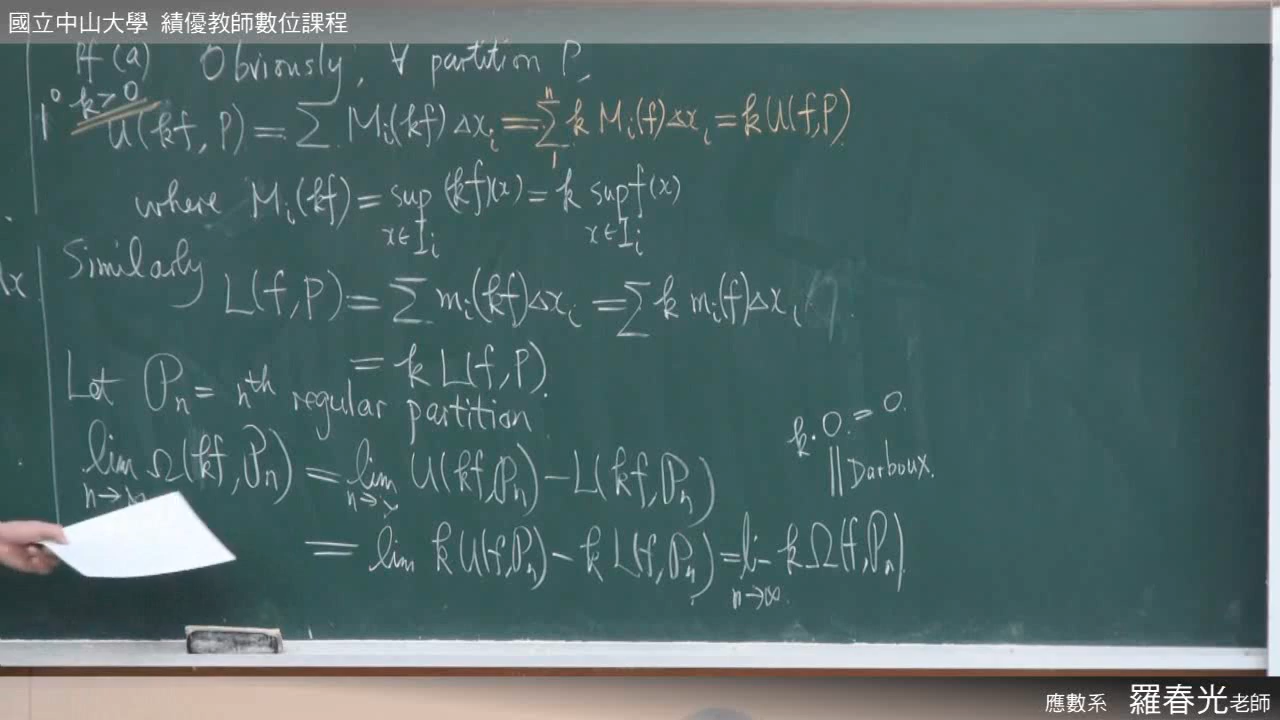 國立中山大學 績優教師數位課程
Pf (a) Obviously, ∀ partition P,
1° k>0
U(kf, P) = ∑ Mᵢ(kf) Δxᵢ = ∑₁ⁿ k Mᵢ(f) Δxᵢ = k U(f,P)
where Mᵢ(kf) = sup (kf)(x) = k sup f(x)
x∈Iᵢ x∈Iᵢ
Similarly
dx
L(f,P) = ∑ mᵢ(kf) Δxᵢ = ∑ k mᵢ(f) Δxᵢ
= k L(f,P).
Let Pₙ = nᵗʰ regular partition
k·0 = 0.
|| Darboux.
lim Ω(kf, Pₙ) = lim U(kf, Pₙ) − L(kf, Pₙ)
n→∞ n→∞
= lim k U(f,Pₙ) − k L(f,Pₙ) = lim k Ω(f,Pₙ)
n→∞
應數系 羅春光老師